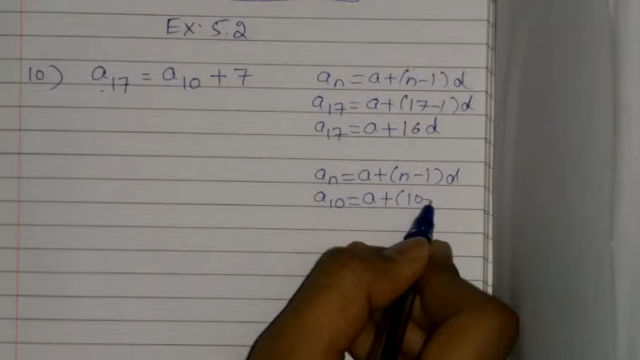 Ex: 5.2
10) a₁₇ = a₁₀ + 7
aₙ = a + (n-1)d
a₁₇ = a + (17-1)d
a₁₇ = a + 16d
aₙ = a + (n-1)d
a₁₀ = a + (10-